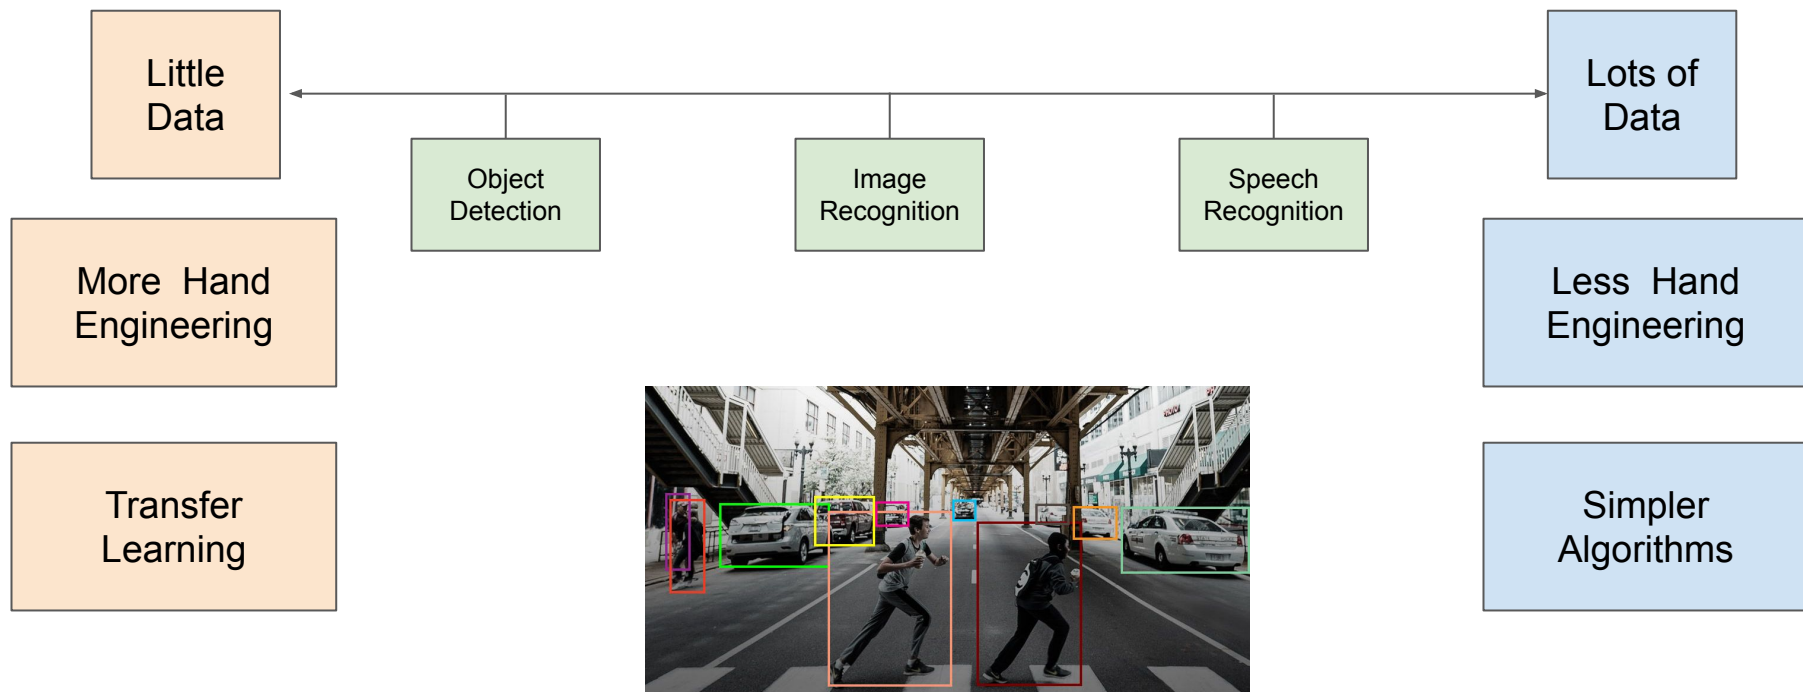 Little
Data
Lots of
Data
Object
Detection
Image
Recognition
Speech
Recognition
More Hand
Engineering
Less Hand
Engineering
Transfer
Learning
Simpler
Algorithms